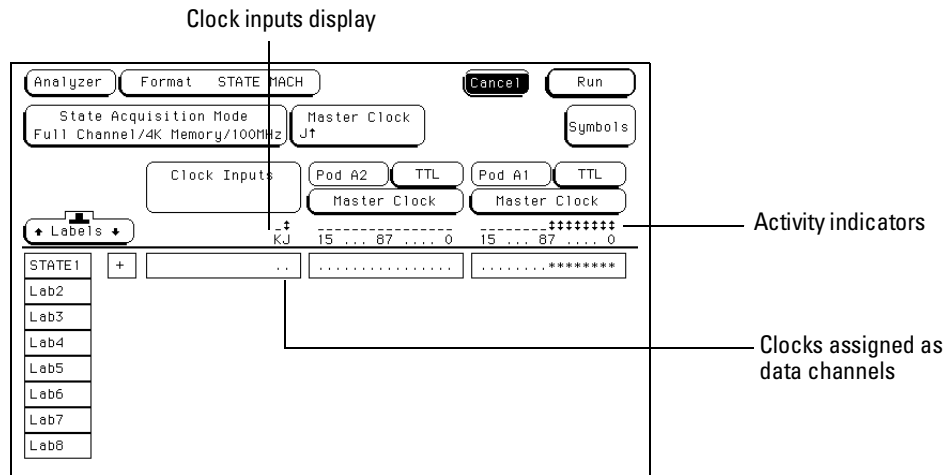 Clock inputs display
Analyzer Format STATE MACH Cancel Run
State Acquisition Mode Master Clock Symbols
Full Channel/4K Memory/100MHz J↑
Clock Inputs Pod A2 TTL Pod A1 TTL
Master Clock Master Clock
Activity indicators
↑ Labels ↓ _↕ ---------------- --------↕↕↕↕↕↕↕↕
KJ 15 ... 87 .... 0 15 ... 87 .... 0
STATE1 + .. ................ ........********
Lab2
Lab3
Lab4
Clocks assigned as
data channels
Lab5
Lab6
Lab7
Lab8